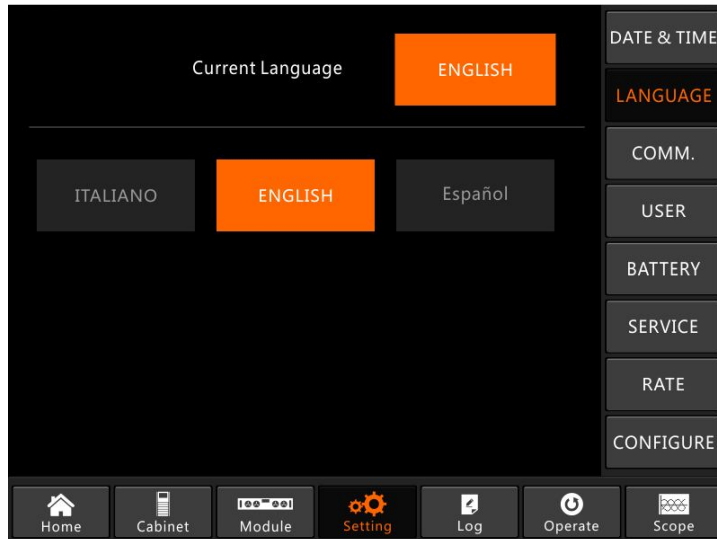 Current Language
ENGLISH
ITALIANO
ENGLISH
Español
DATE & TIME
LANGUAGE
COMM.
USER
BATTERY
SERVICE
RATE
CONFIGURE
Home
Cabinet
Module
Setting
Log
Operate
Scope